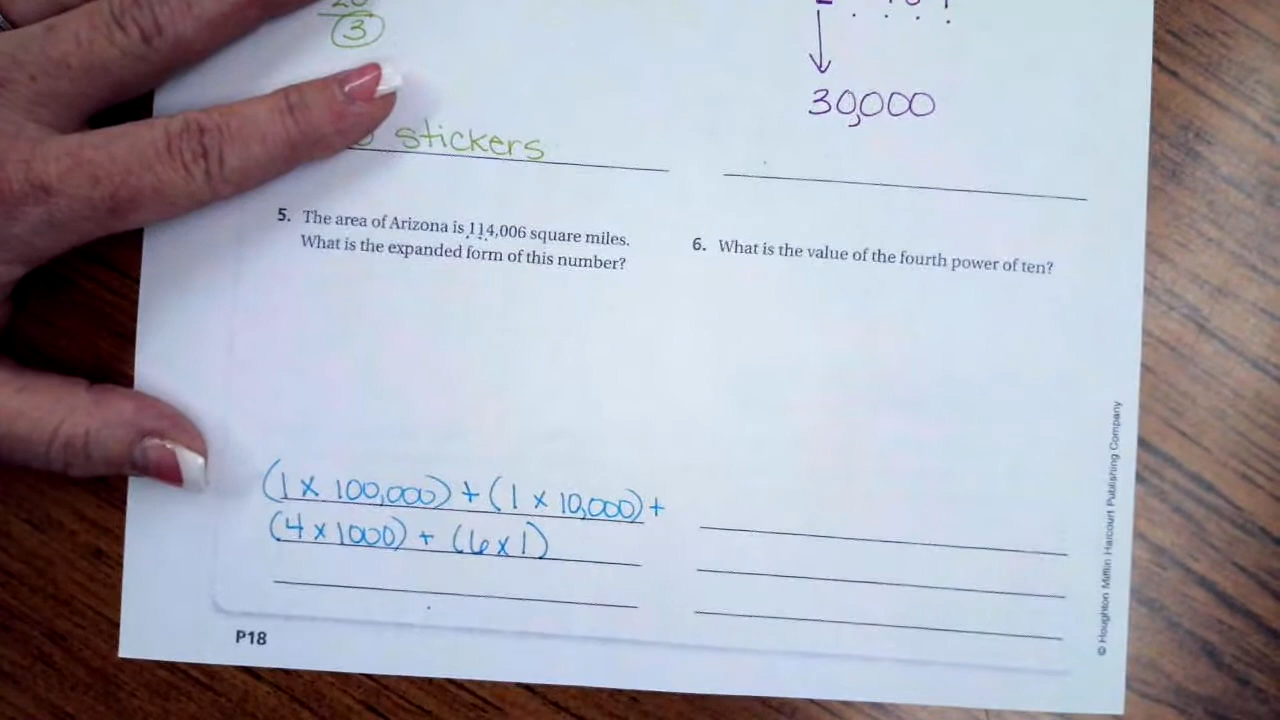 3
30,000
stickers
5. The area of Arizona is 114,006 square miles.
What is the expanded form of this number?
6. What is the value of the fourth power of ten?
(1 x 100,000) + (1 x 10,000) +
(4 x 1000) + (6 x 1)
P18
© Houghton Mifflin Harcourt Publishing Company